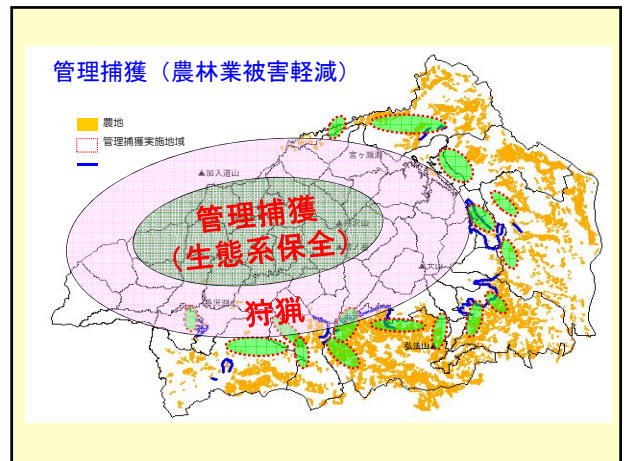 管理捕獲（農林業被害軽減）
農地
管理捕獲実施地域
宮ヶ瀬湖
▲加入道山
管理捕獲
（生態系保全）
▲大山
狩猟
弘法山▲